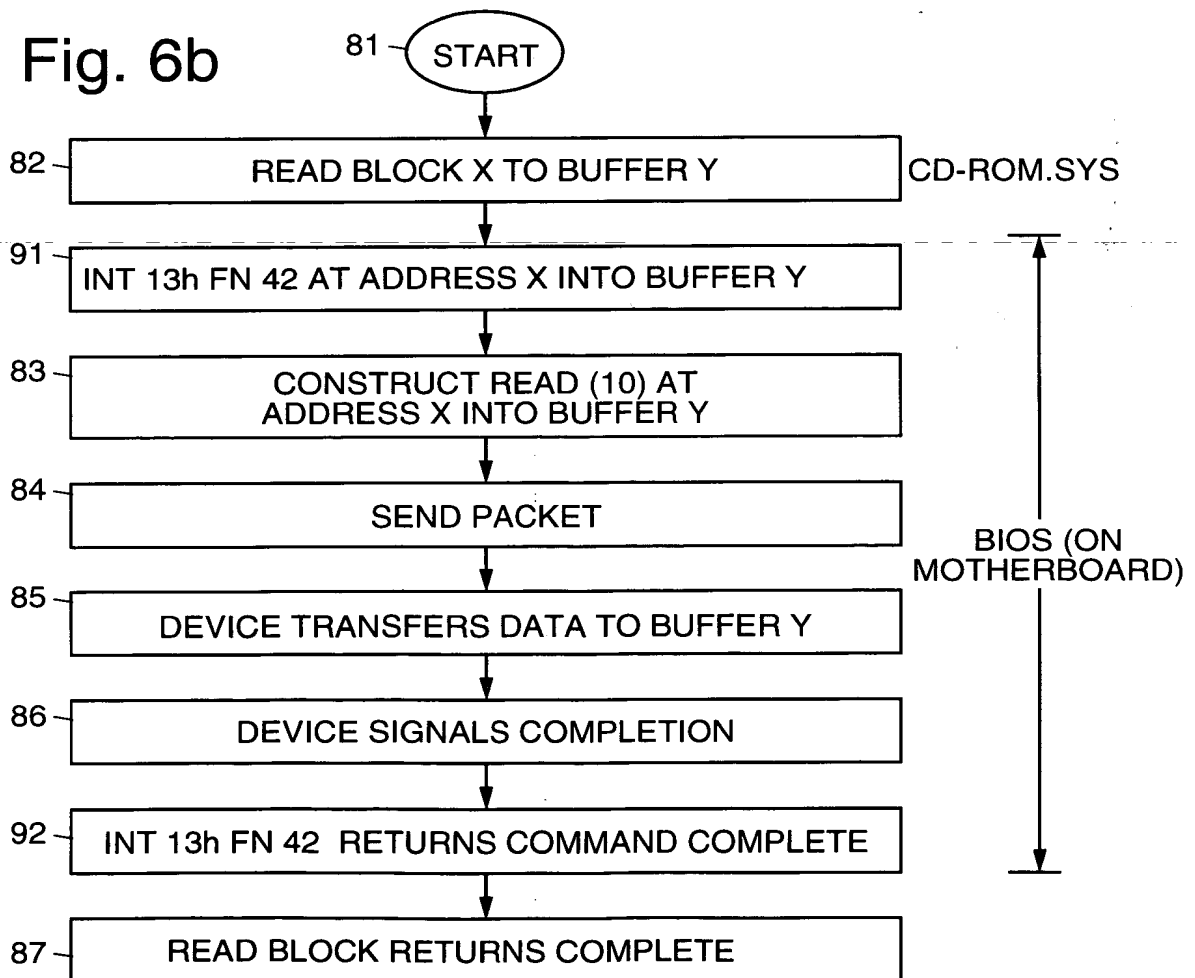 Fig. 6b
81
START
82
READ BLOCK X TO BUFFER Y
CD-ROM.SYS
91
INT 13h FN 42 AT ADDRESS X INTO BUFFER Y
83
CONSTRUCT READ (10) AT
ADDRESS X INTO BUFFER Y
84
SEND PACKET
BIOS (ON
MOTHERBOARD)
85
DEVICE TRANSFERS DATA TO BUFFER Y
86
DEVICE SIGNALS COMPLETION
92
INT 13h FN 42 RETURNS COMMAND COMPLETE
87
READ BLOCK RETURNS COMPLETE